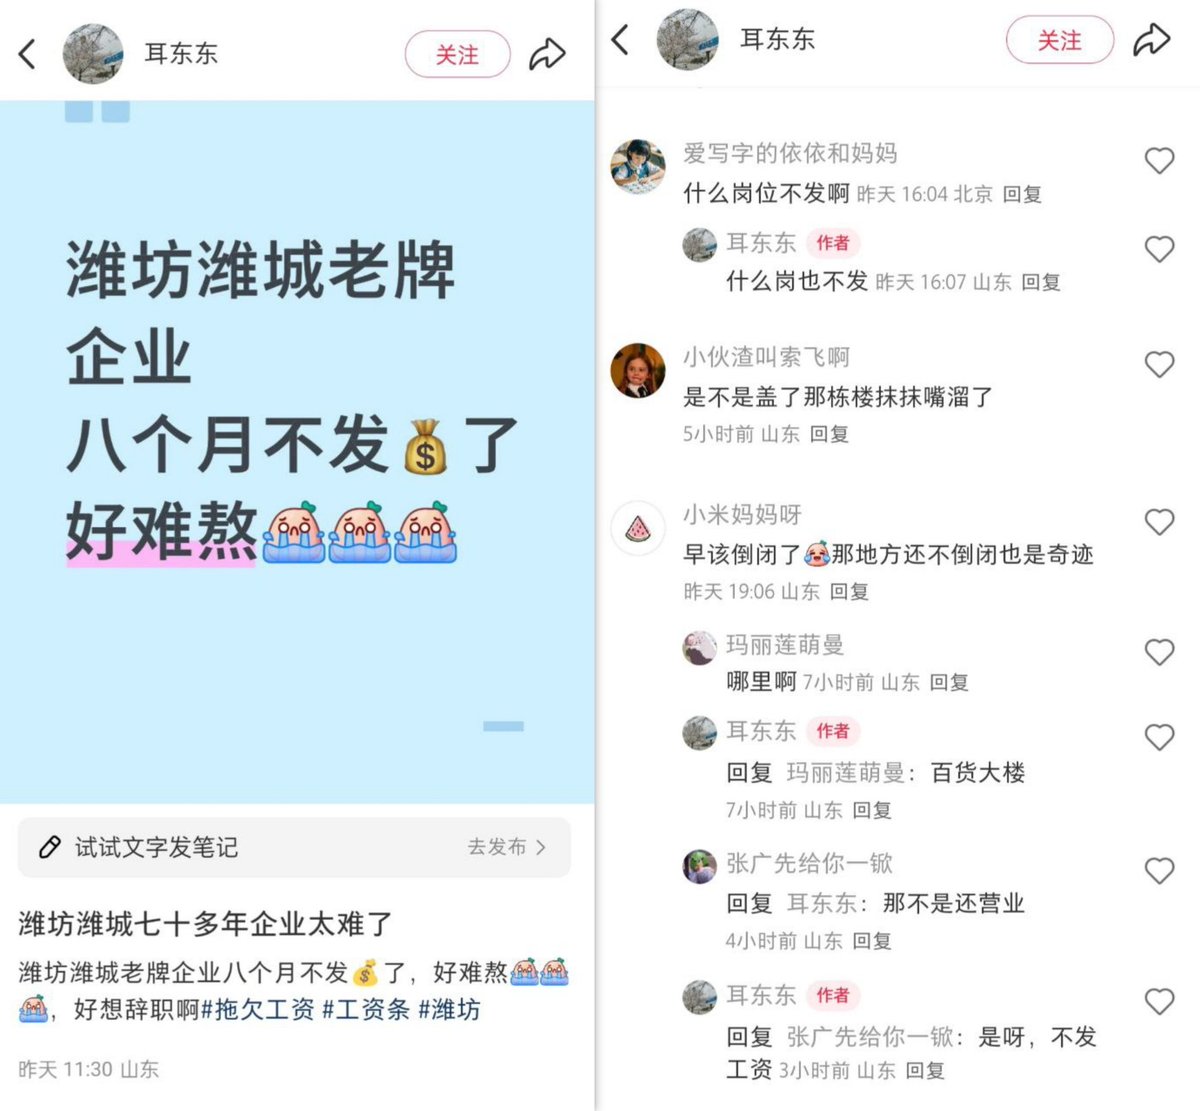 耳东东
关注
潍坊潍城老牌
企业
八个月不发💰了
好难熬
试试文字发笔记
去发布 >
潍坊潍城七十多年企业太难了
潍坊潍城老牌企业八个月不发💰了，好难熬
，好想辞职啊#拖欠工资 #工资条 #潍坊
昨天 11:30 山东
耳东东
关注
爱写字的依依和妈妈
什么岗位不发啊 昨天 16:04 北京 回复
耳东东 作者
什么岗也不发 昨天 16:07 山东 回复
小伙渣叫索飞啊
是不是盖了那栋楼抹抹嘴溜了
5小时前 山东 回复
小米妈妈呀
早该倒闭了😂那地方还不倒闭也是奇迹
昨天 19:06 山东 回复
玛丽莲萌曼
哪里啊 7小时前 山东 回复
耳东东 作者
回复 玛丽莲萌曼：百货大楼
7小时前 山东 回复
张广先给你一锨
回复 耳东东：那不是还营业
4小时前 山东 回复
耳东东 作者
回复 张广先给你一锨：是呀，不发
工资 3小时前 山东 回复